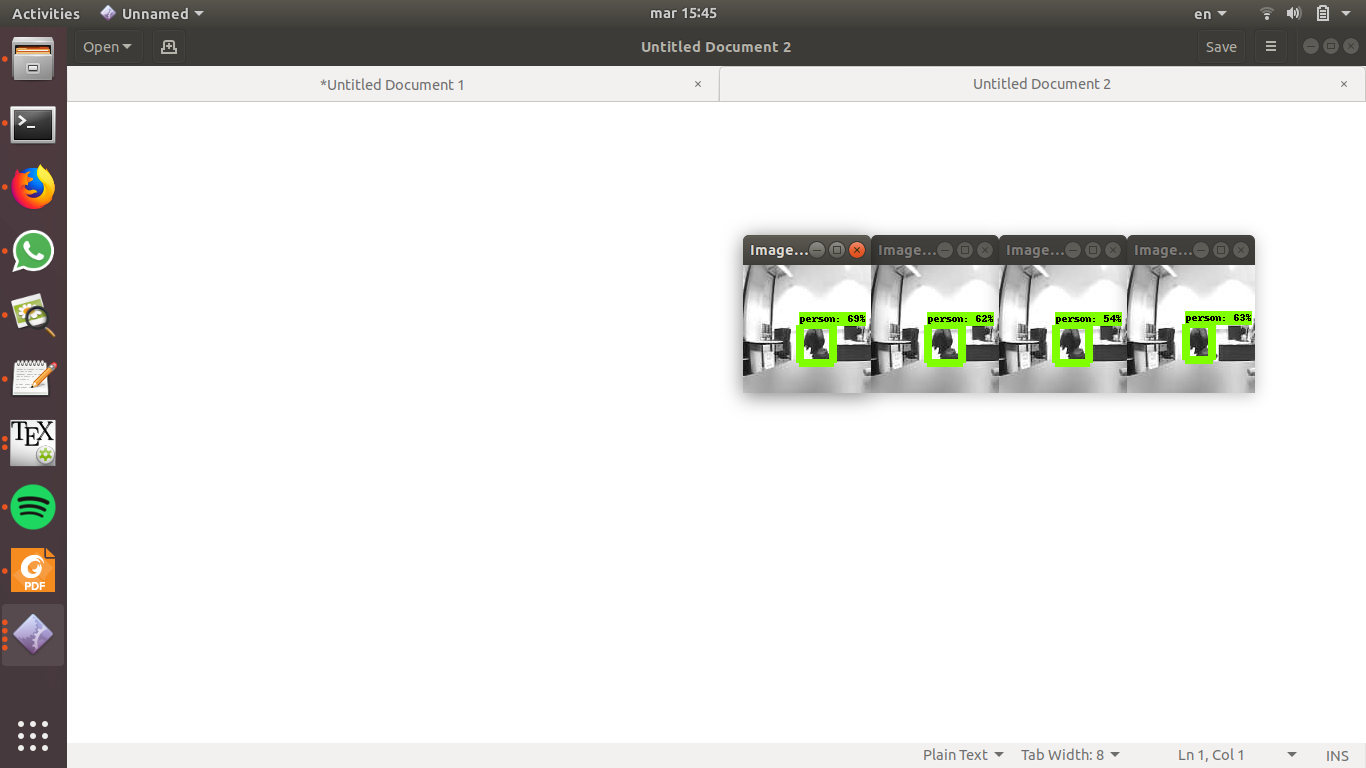 Activities Unnamed mar 15:45 en
Open Untitled Document 2 Save
*Untitled Document 1 × Untitled Document 2 ×
Image... Image... Image... Image...
person: 69% person: 62% person: 54% person: 63%
TEX
PDF
Plain Text Tab Width: 8 Ln 1, Col 1 INS